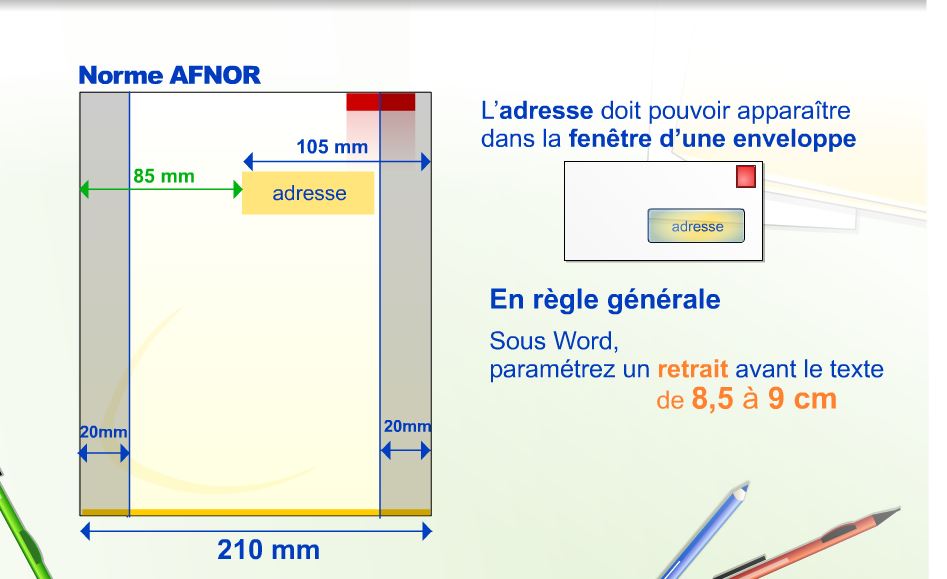 Norme AFNOR
105 mm
85 mm
adresse
20mm
20mm
210 mm
L’adresse doit pouvoir apparaître
dans la fenêtre d’une enveloppe
adresse
En règle générale
Sous Word,
paramétrez un retrait avant le texte
de 8,5 à 9 cm